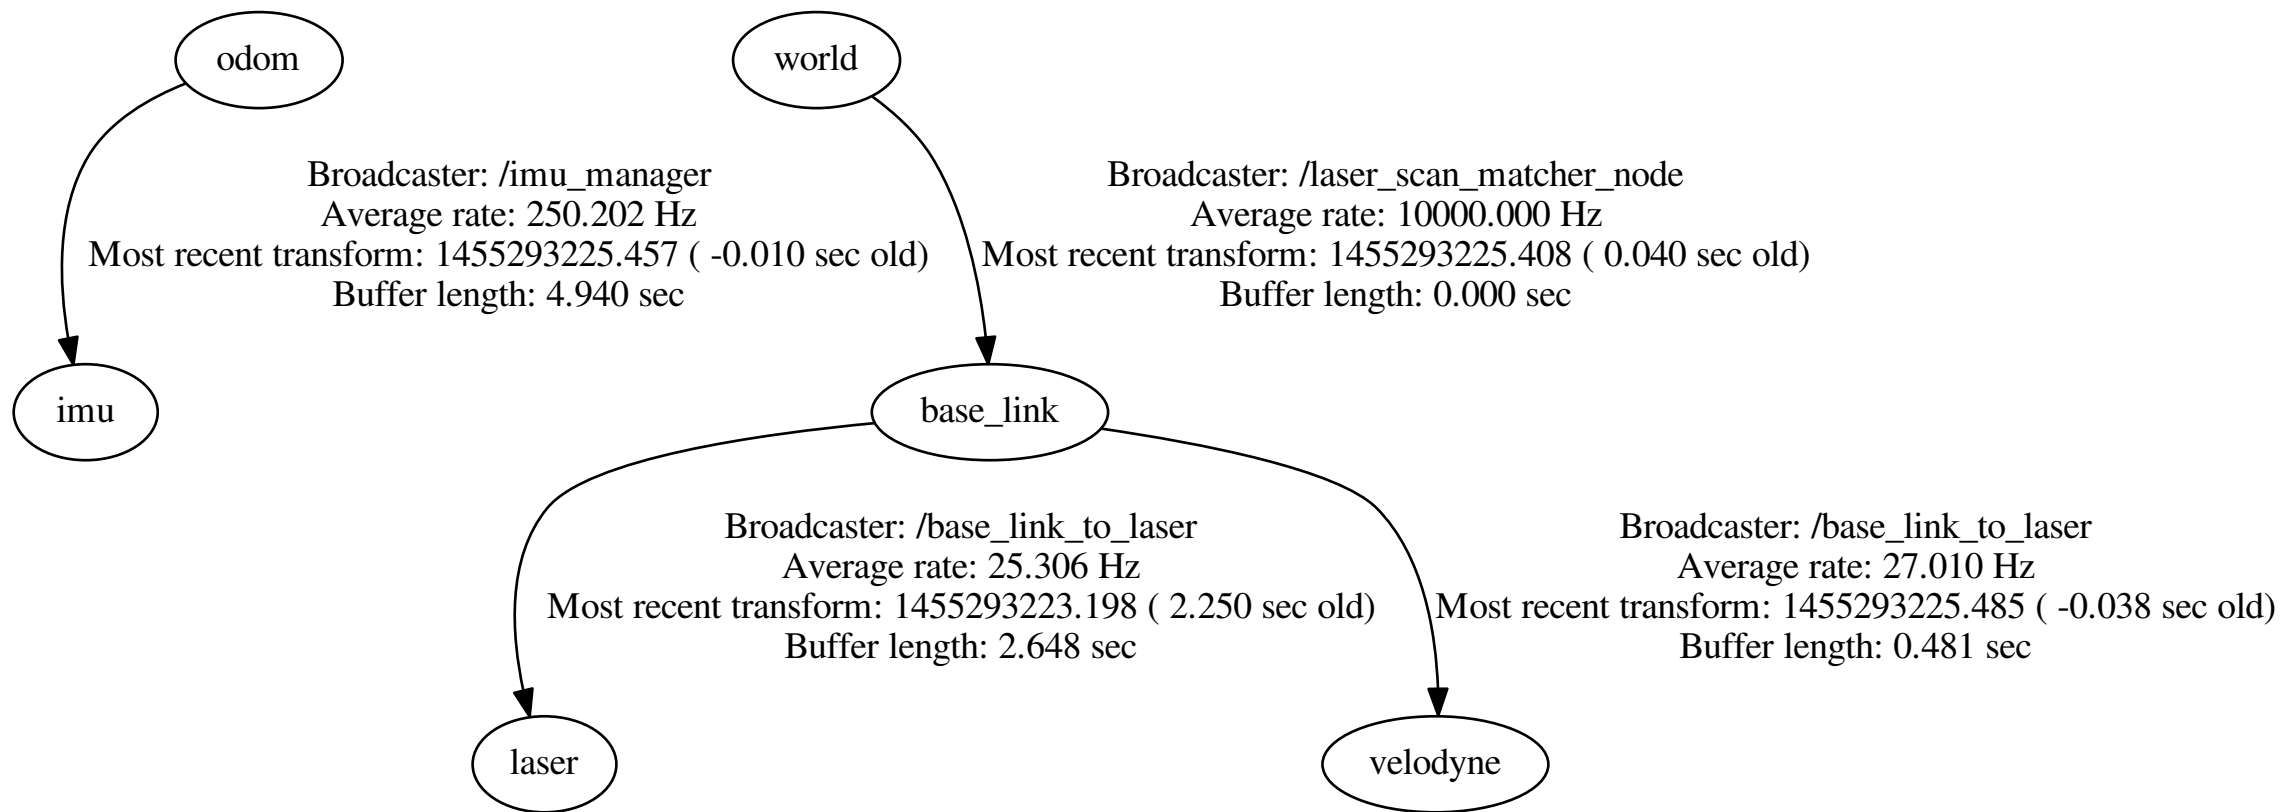 odom
world
Broadcaster: /imu_manager
Average rate: 250.202 Hz
Most recent transform: 1455293225.457 ( -0.010 sec old)
Buffer length: 4.940 sec
Broadcaster: /laser_scan_matcher_node
Average rate: 10000.000 Hz
Most recent transform: 1455293225.408 ( 0.040 sec old)
Buffer length: 0.000 sec
imu
base_link
Broadcaster: /base_link_to_laser
Average rate: 25.306 Hz
Most recent transform: 1455293223.198 ( 2.250 sec old)
Buffer length: 2.648 sec
Broadcaster: /base_link_to_laser
Average rate: 27.010 Hz
Most recent transform: 1455293225.485 ( -0.038 sec old)
Buffer length: 0.481 sec
laser
velodyne